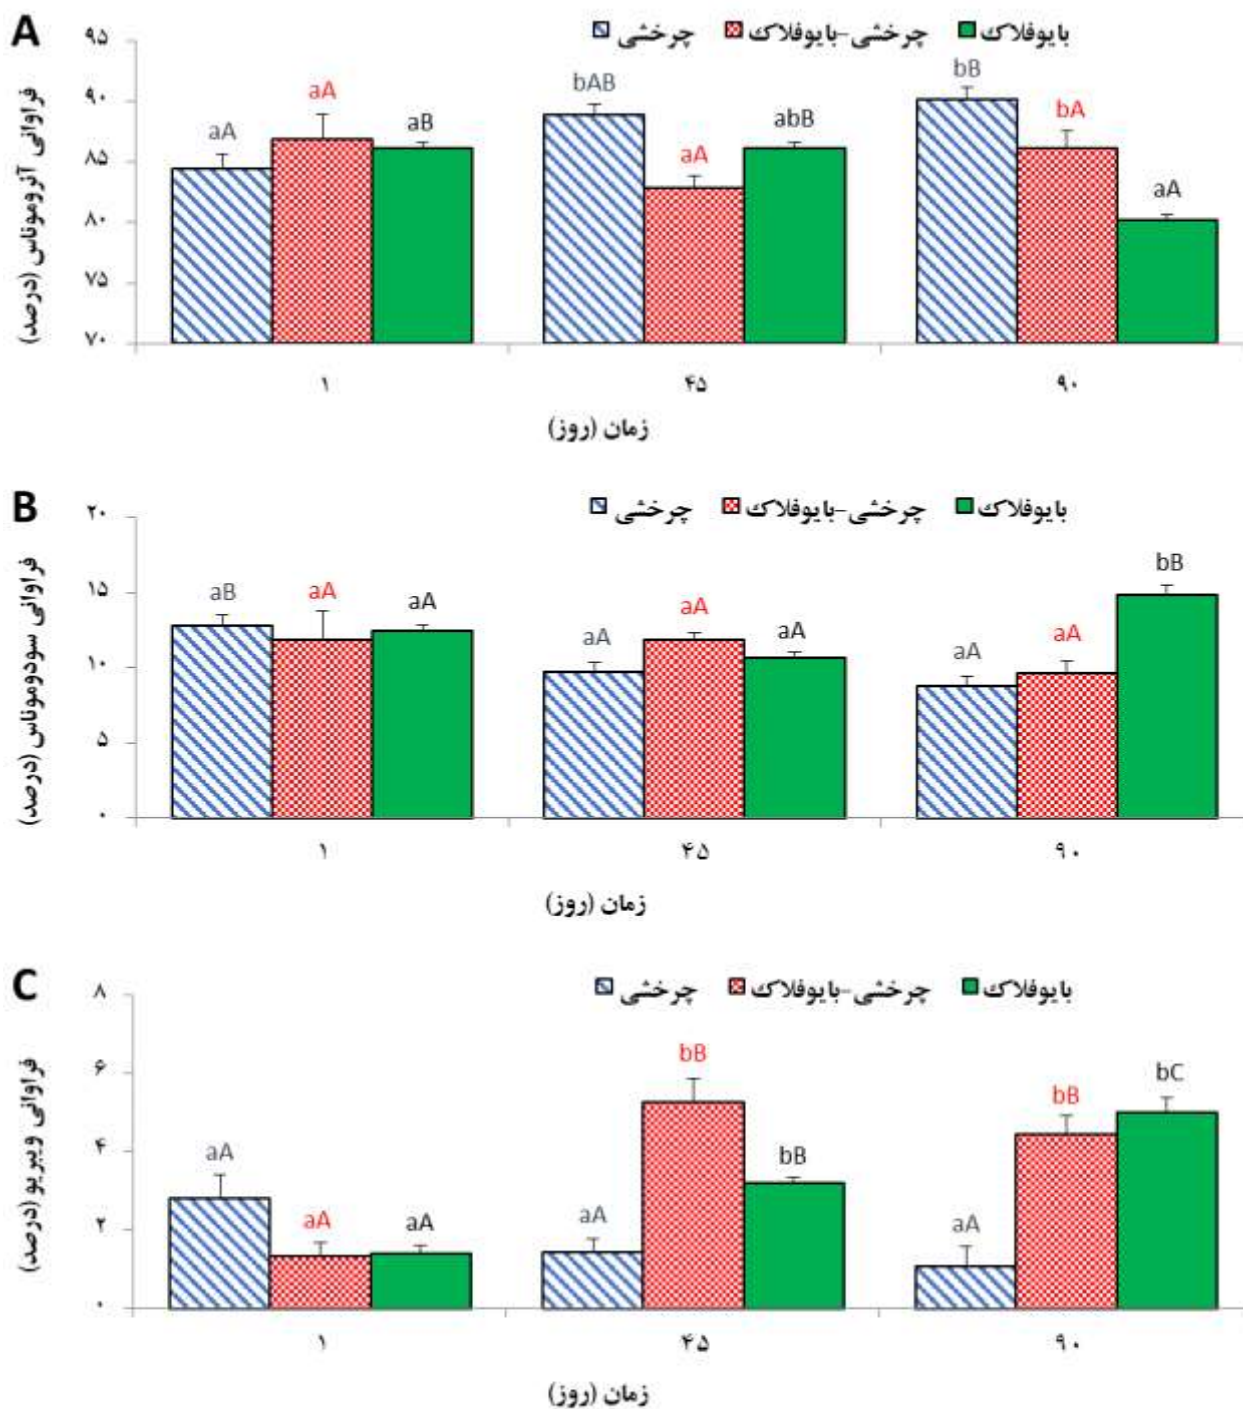 A
چرخشی چرخشی-بایوفلاک بایوفلاک
فراوانی آئروموناس (درصد)
۹۵
۹۰
۸۵
۸۰
۷۵
۷۰
aA aA aB bAB aA abB bB bA aA
۱ ۴۵ ۹۰
زمان (روز)
B
چرخشی چرخشی-بایوفلاک بایوفلاک
فراوانی سودوموناس (درصد)
۲۰
۱۵
۱۰
۵
۰
aB aA aA aA aA aA aA aA bB
۱ ۴۵ ۹۰
زمان (روز)
C
چرخشی چرخشی-بایوفلاک بایوفلاک
فراوانی ویبریو (درصد)
۸
۶
۴
۲
۰
aA aA aA aA bB bB aA bB bC
۱ ۴۵ ۹۰
زمان (روز)